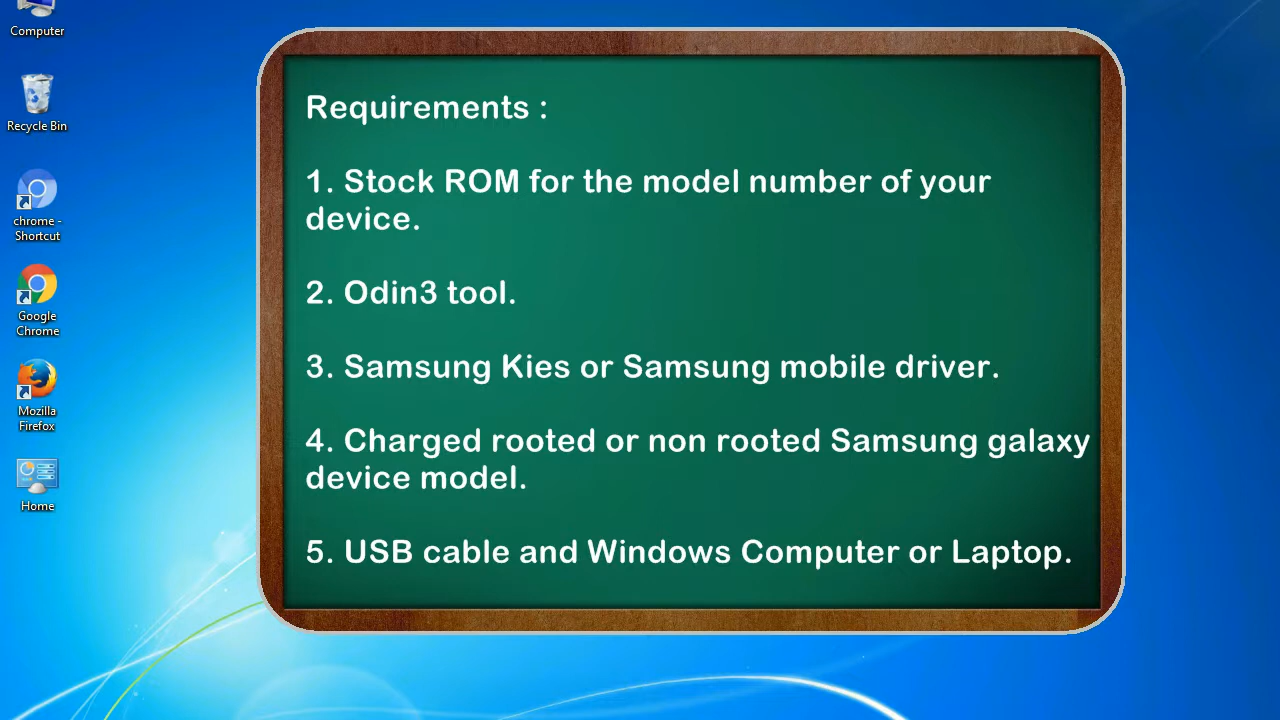 Computer
Recycle Bin
chrome -
Shortcut
Google
Chrome
Mozilla
Firefox
Home
Requirements :
1. Stock ROM for the model number of your
device.
2. Odin3 tool.
3. Samsung Kies or Samsung mobile driver.
4. Charged rooted or non rooted Samsung galaxy
device model.
5. USB cable and Windows Computer or Laptop.